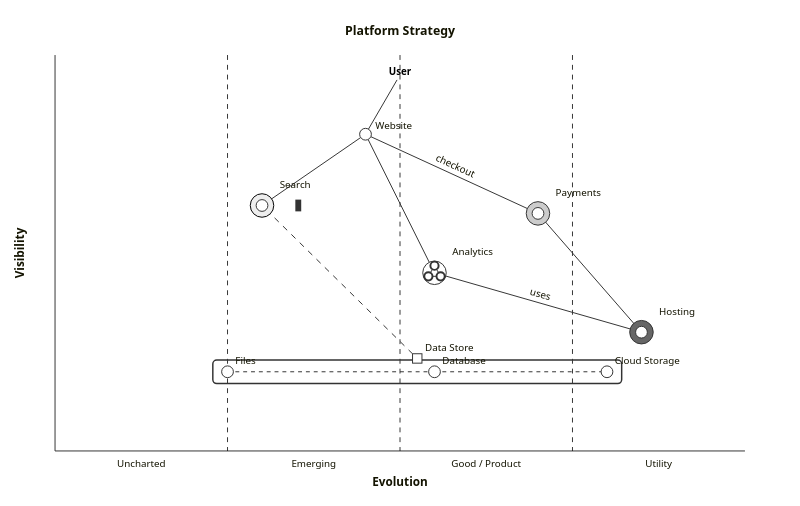 Platform Strategy
User
Website
checkout
Search
Payments
Analytics
uses
Hosting
Data Store
Files
Database
Cloud Storage
Visibility
Uncharted
Emerging
Good / Product
Utility
Evolution